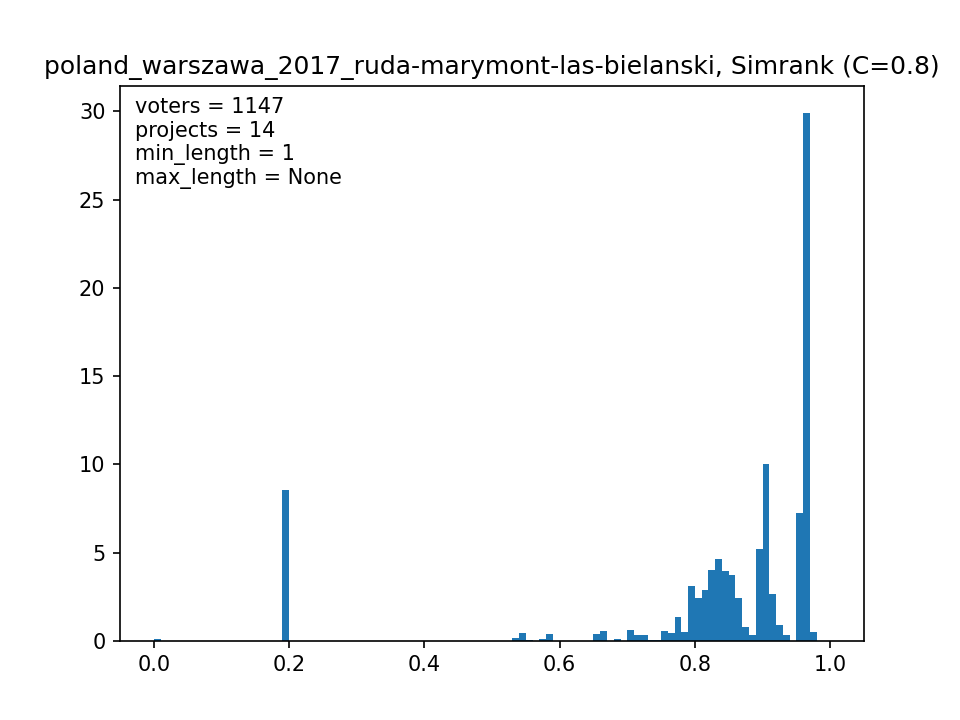 poland_warszawa_2017_ruda-marymont-las-bielanski, Simrank (C=0.8)
voters = 1147
projects = 14
min_length = 1
max_length = None
30
25
20
15
10
5
0
0.0 0.2 0.4 0.6 0.8 1.0